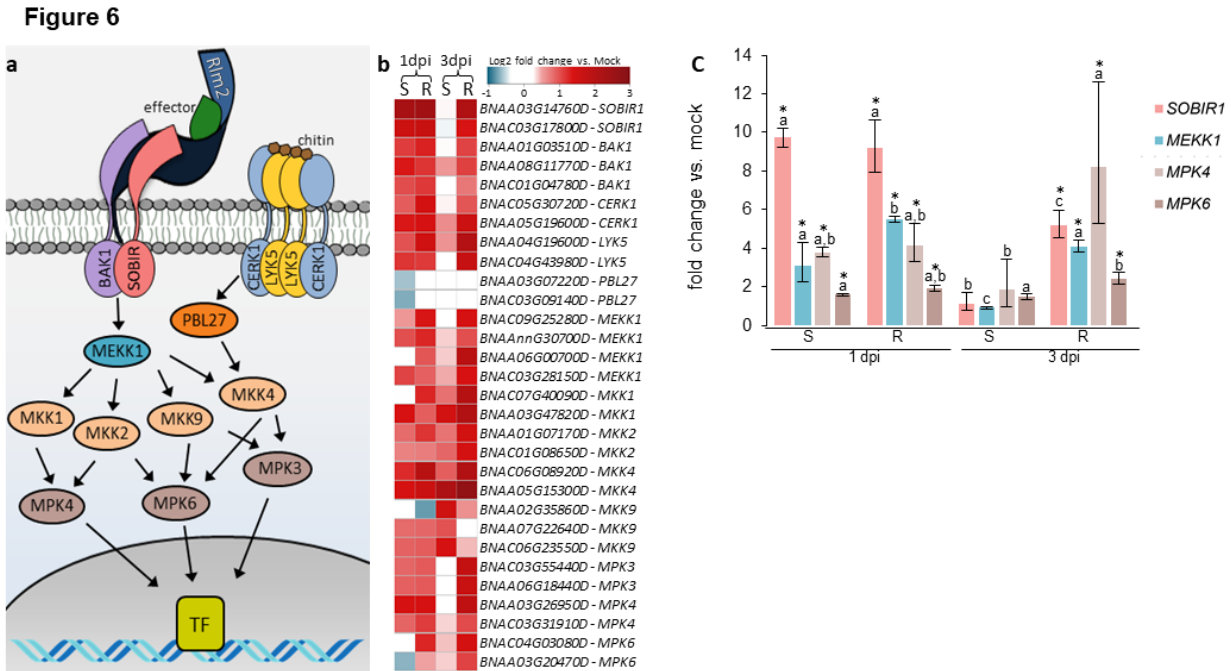 Figure 6
a
Rlm2
effector
chitin
BAK1
SOBIR
CERK1
LYK5
LYK5
CERK1
PBL27
MEKK1
MKK4
MKK1
MKK2
MKK9
MPK3
MPK4
MPK6
TF
b
1dpi 3dpi
S R S R
Log2 fold change vs. Mock
-1 0 1 2 3
BNAA03G14760D - SOBIR1
BNAC03G17800D - SOBIR1
BNAA01G03510D - BAK1
BNAA08G11770D - BAK1
BNAC01G04780D - BAK1
BNAC05G30720D - CERK1
BNAA05G19600D - CERK1
BNAA04G19600D - LYK5
BNAC04G43980D - LYK5
BNAA03G07220D - PBL27
BNAC03G09140D - PBL27
BNAC09G25280D - MEKK1
BNAAnnG30700D - MEKK1
BNAA06G00700D - MEKK1
BNAC03G28150D - MEKK1
BNAC07G40090D - MKK1
BNAA03G47820D - MKK1
BNAA01G07170D - MKK2
BNAC01G08650D - MKK2
BNAC06G08920D - MKK4
BNAA05G15300D - MKK4
BNAA02G35860D - MKK9
BNAA07G22640D - MKK9
BNAC06G23550D - MKK9
BNAC03G55440D - MPK3
BNAA06G18440D - MPK3
BNAA03G26950D - MPK4
BNAA03G31910D - MPK4
BNAC04G03080D - MPK6
BNAA03G20470D - MPK6
C
fold change vs. mock
14
12
10
8
6
4
2
0
* a
* a
* a,b
* a
* a
* b
* a,b
* b
b
c
b
a
* c
* a
* a
* b
S R S R
1 dpi 3 dpi
SOBIR1
MEKK1
MPK4
MPK6